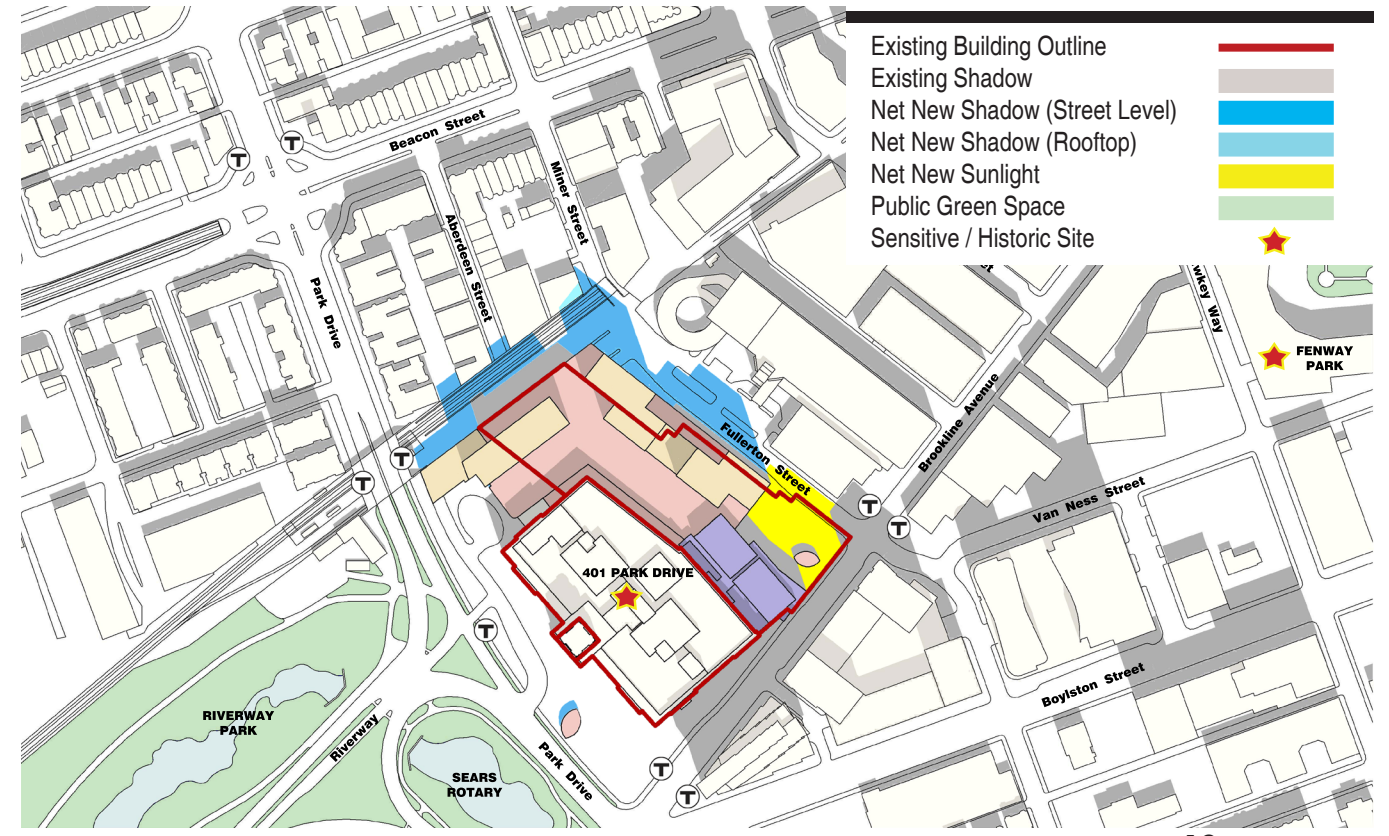 Existing Building Outline
Existing Shadow
Net New Shadow (Street Level)
Net New Shadow (Rooftop)
Net New Sunlight
Public Green Space
Sensitive / Historic Site
Beacon Street
T
T
Miner Street
Aberdeen Street
Park Drive
FENWAY
PARK
Brookline Avenue
Fullerton Street
T
T
T
T
Van Ness Street
401 PARK DRIVE
T
Boylston Street
RIVERWAY
PARK
Riverway
SEARS
ROTARY
Park Drive
T
T